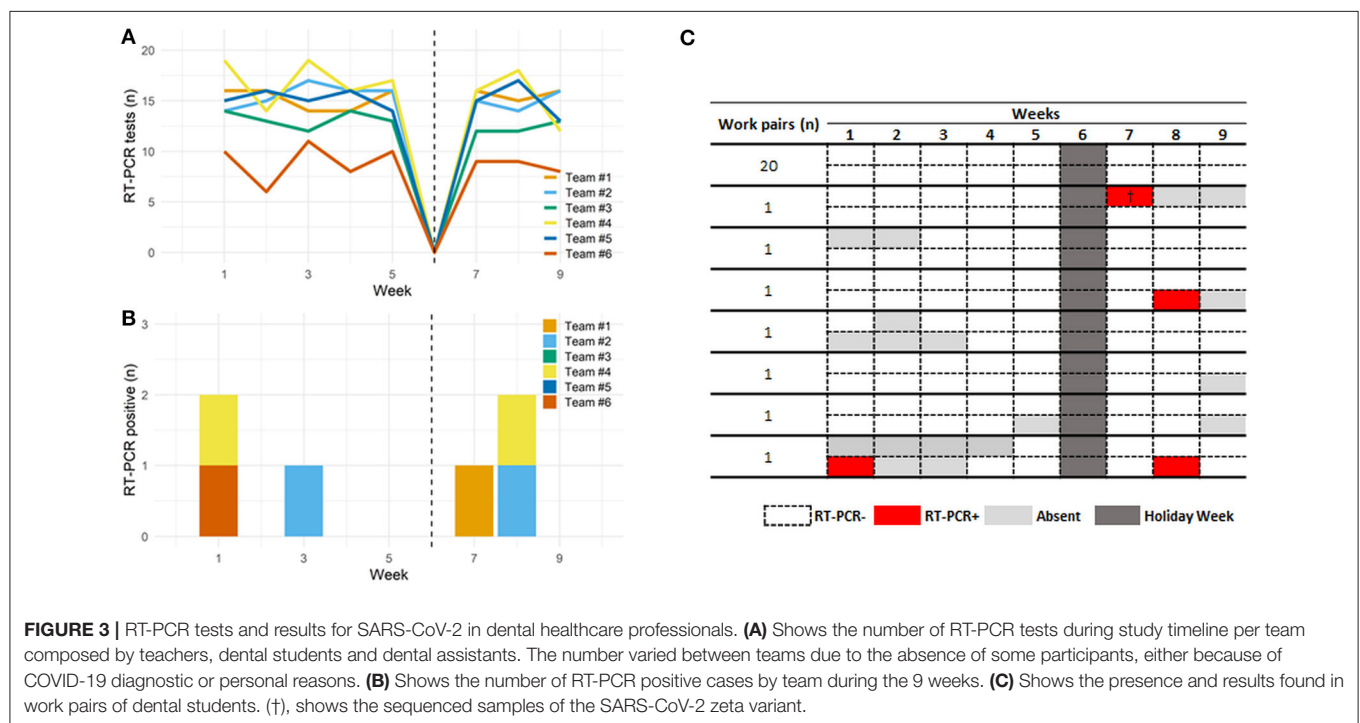 A
RT-PCR tests (n)
20
15
10
5
0
Team #1
Team #2
Team #3
Team #4
Team #5
Team #6
1 3 5 7 9
Week
B
RT-PCR positive (n)
3
2
1
0
Team #1
Team #2
Team #3
Team #4
Team #5
Team #6
1 3 5 7 9
Week
C
Work pairs (n)
Weeks
1 2 3 4 5 6 7 8 9
20
1
†
1
1
1
1
1
1
RT-PCR- RT-PCR+ Absent Holiday Week
FIGURE 3 | RT-PCR tests and results for SARS-CoV-2 in dental healthcare professionals. (A) Shows the number of RT-PCR tests during study timeline per team
composed by teachers, dental students and dental assistants. The number varied between teams due to the absence of some participants, either because of
COVID-19 diagnostic or personal reasons. (B) Shows the number of RT-PCR positive cases by team during the 9 weeks. (C) Shows the presence and results found in
work pairs of dental students. (†), shows the sequenced samples of the SARS-CoV-2 zeta variant.